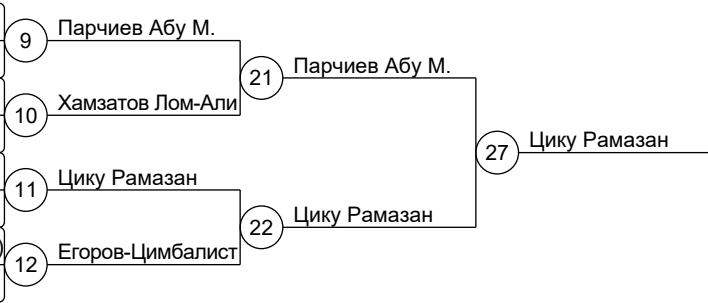 9 Парчиев Абу М.
21 Парчиев Абу М.
10 Хамзатов Лом-Али
27 Цику Рамазан
11 Цику Рамазан
22 Цику Рамазан
12 Егоров-Цимбалист